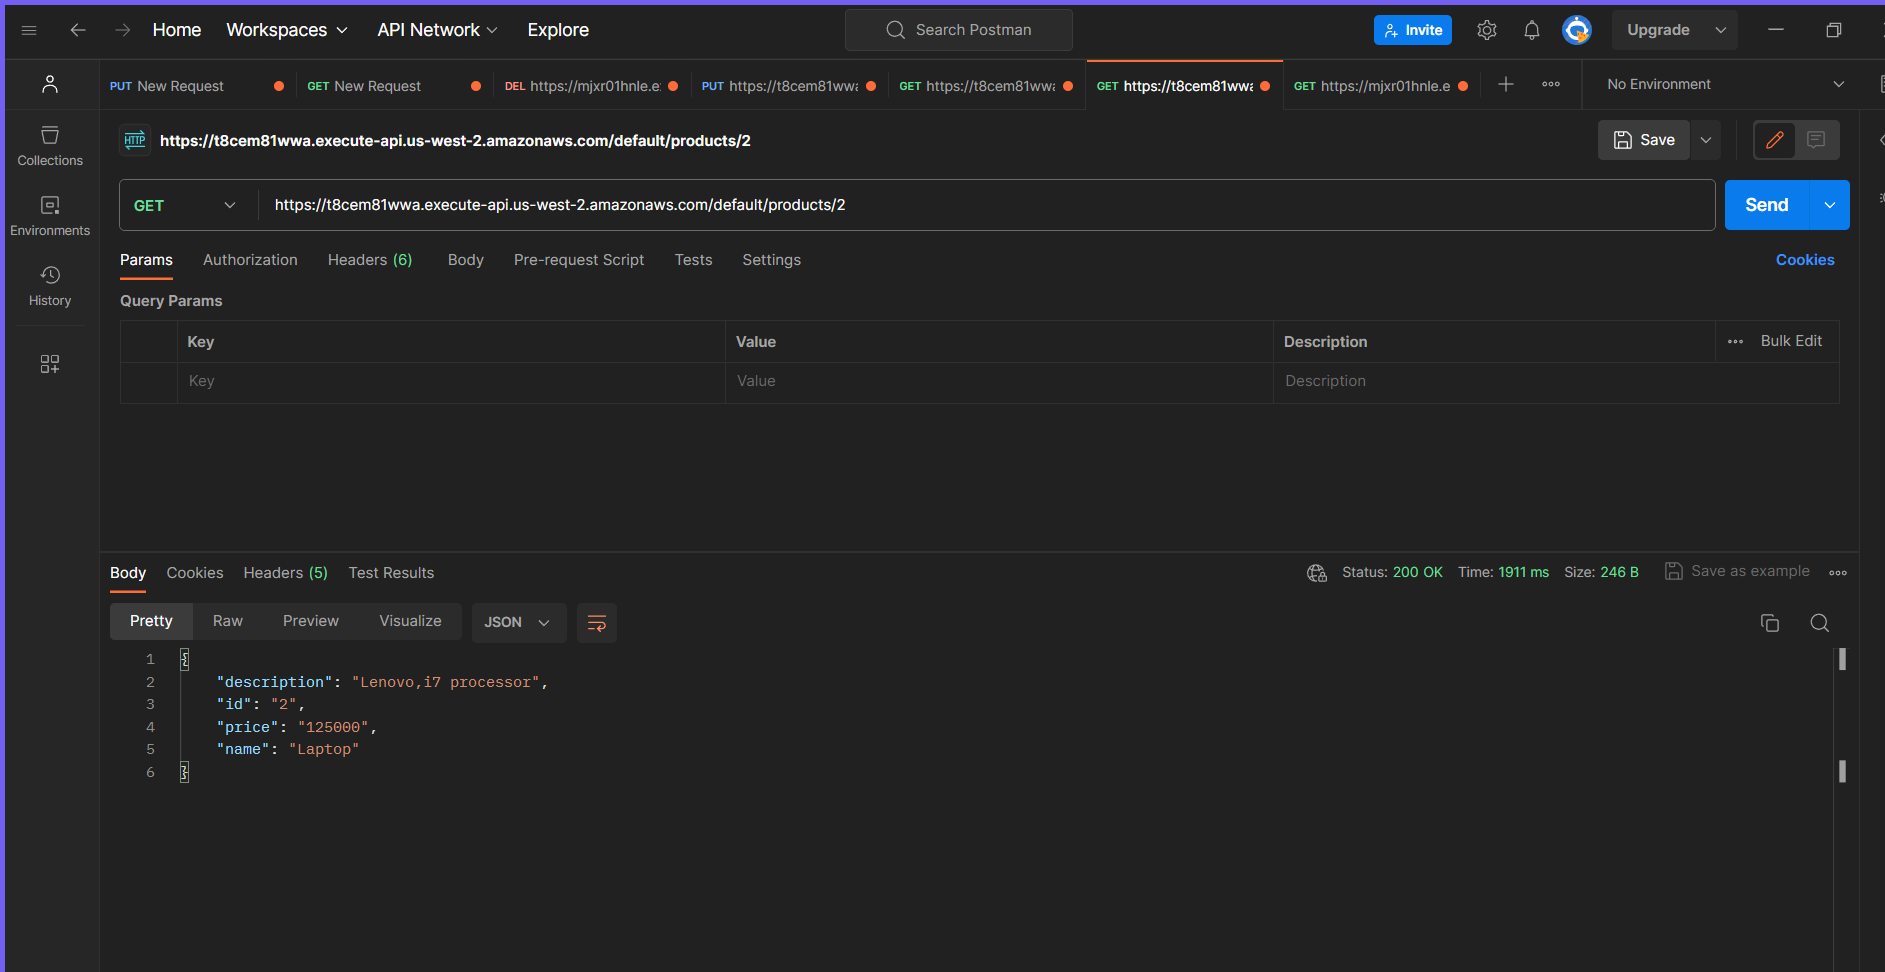 Home Workspaces API Network Explore Search Postman Invite Upgrade
PUT New Request GET New Request DEL https://mjxr01hnle.e PUT https://t8cem81wwa GET https://t8cem81wwa GET https://t8cem81wwa GET https://mjxr01hnle.e No Environment
HTTP https://t8cem81wwa.execute-api.us-west-2.amazonaws.com/default/products/2 Save
Collections
GET https://t8cem81wwa.execute-api.us-west-2.amazonaws.com/default/products/2 Send
Environments
Params Authorization Headers (6) Body Pre-request Script Tests Settings Cookies
History
Query Params
Key Value Description Bulk Edit
Key Value Description
Body Cookies Headers (5) Test Results Status: 200 OK Time: 1911 ms Size: 246 B Save as example
Pretty Raw Preview Visualize JSON
1 {
2 "description": "Lenovo,i7 processor",
3 "id": "2",
4 "price": "125000",
5 "name": "Laptop"
6 }